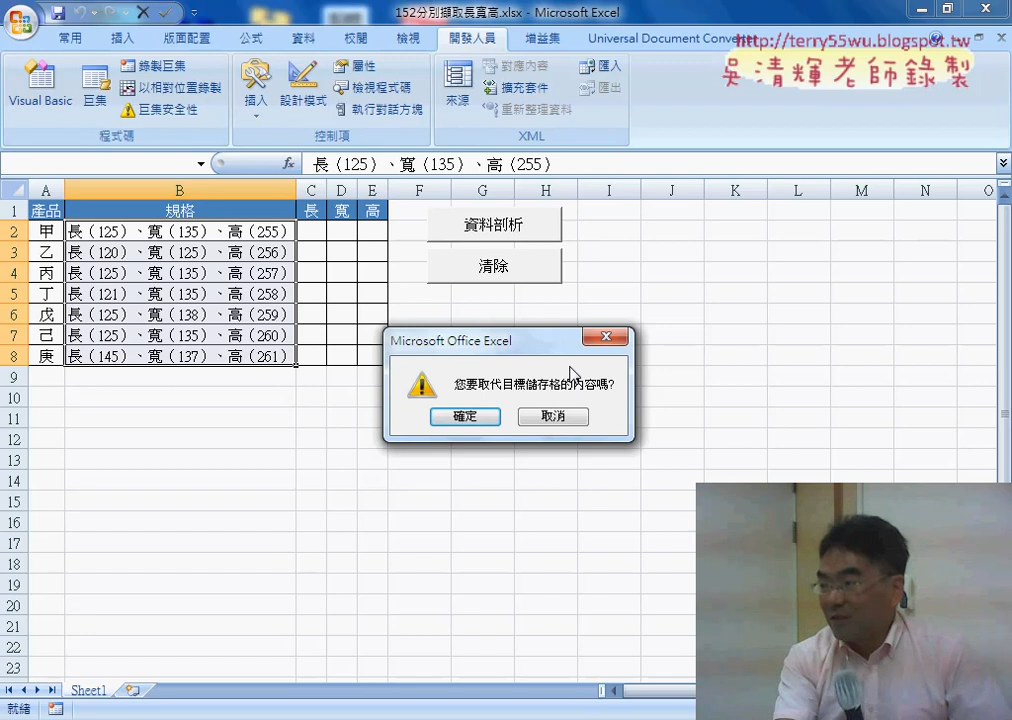 152分別擷取長寬高.xlsx - Microsoft Excel
常用 插入 版面配置 公式 資料 校閱 檢視 開發人員 增益集 Universal Document Conve
http://terry55wu.blogspot.tw
吳清輝老師錄製
Visual Basic 巨集 錄製巨集 以相對位置錄製 巨集安全性
插入 設計模式 屬性 檢視程式碼 執行對話方塊
來源 對應內容 擴充套件 重新整理資料 匯入 匯出
程式碼 控制項 XML
fx 長（125）、寬（135）、高（255）
A B C D E F G H I J K L M N O
1 產品 規格 長 寬 高
2 甲 長（125）、寬（135）、高（255）
3 乙 長（120）、寬（125）、高（256）
4 丙 長（125）、寬（135）、高（257）
5 丁 長（121）、寬（135）、高（258）
6 戊 長（125）、寬（138）、高（259）
7 己 長（125）、寬（135）、高（260）
8 庚 長（145）、寬（137）、高（261）
9
10
11
12
13
14
15
16
17
18
19
20
21
22
23
資料剖析
清除
Microsoft Office Excel
您要取代目標儲存格的內容嗎?
確定 取消
Sheet1
就緒